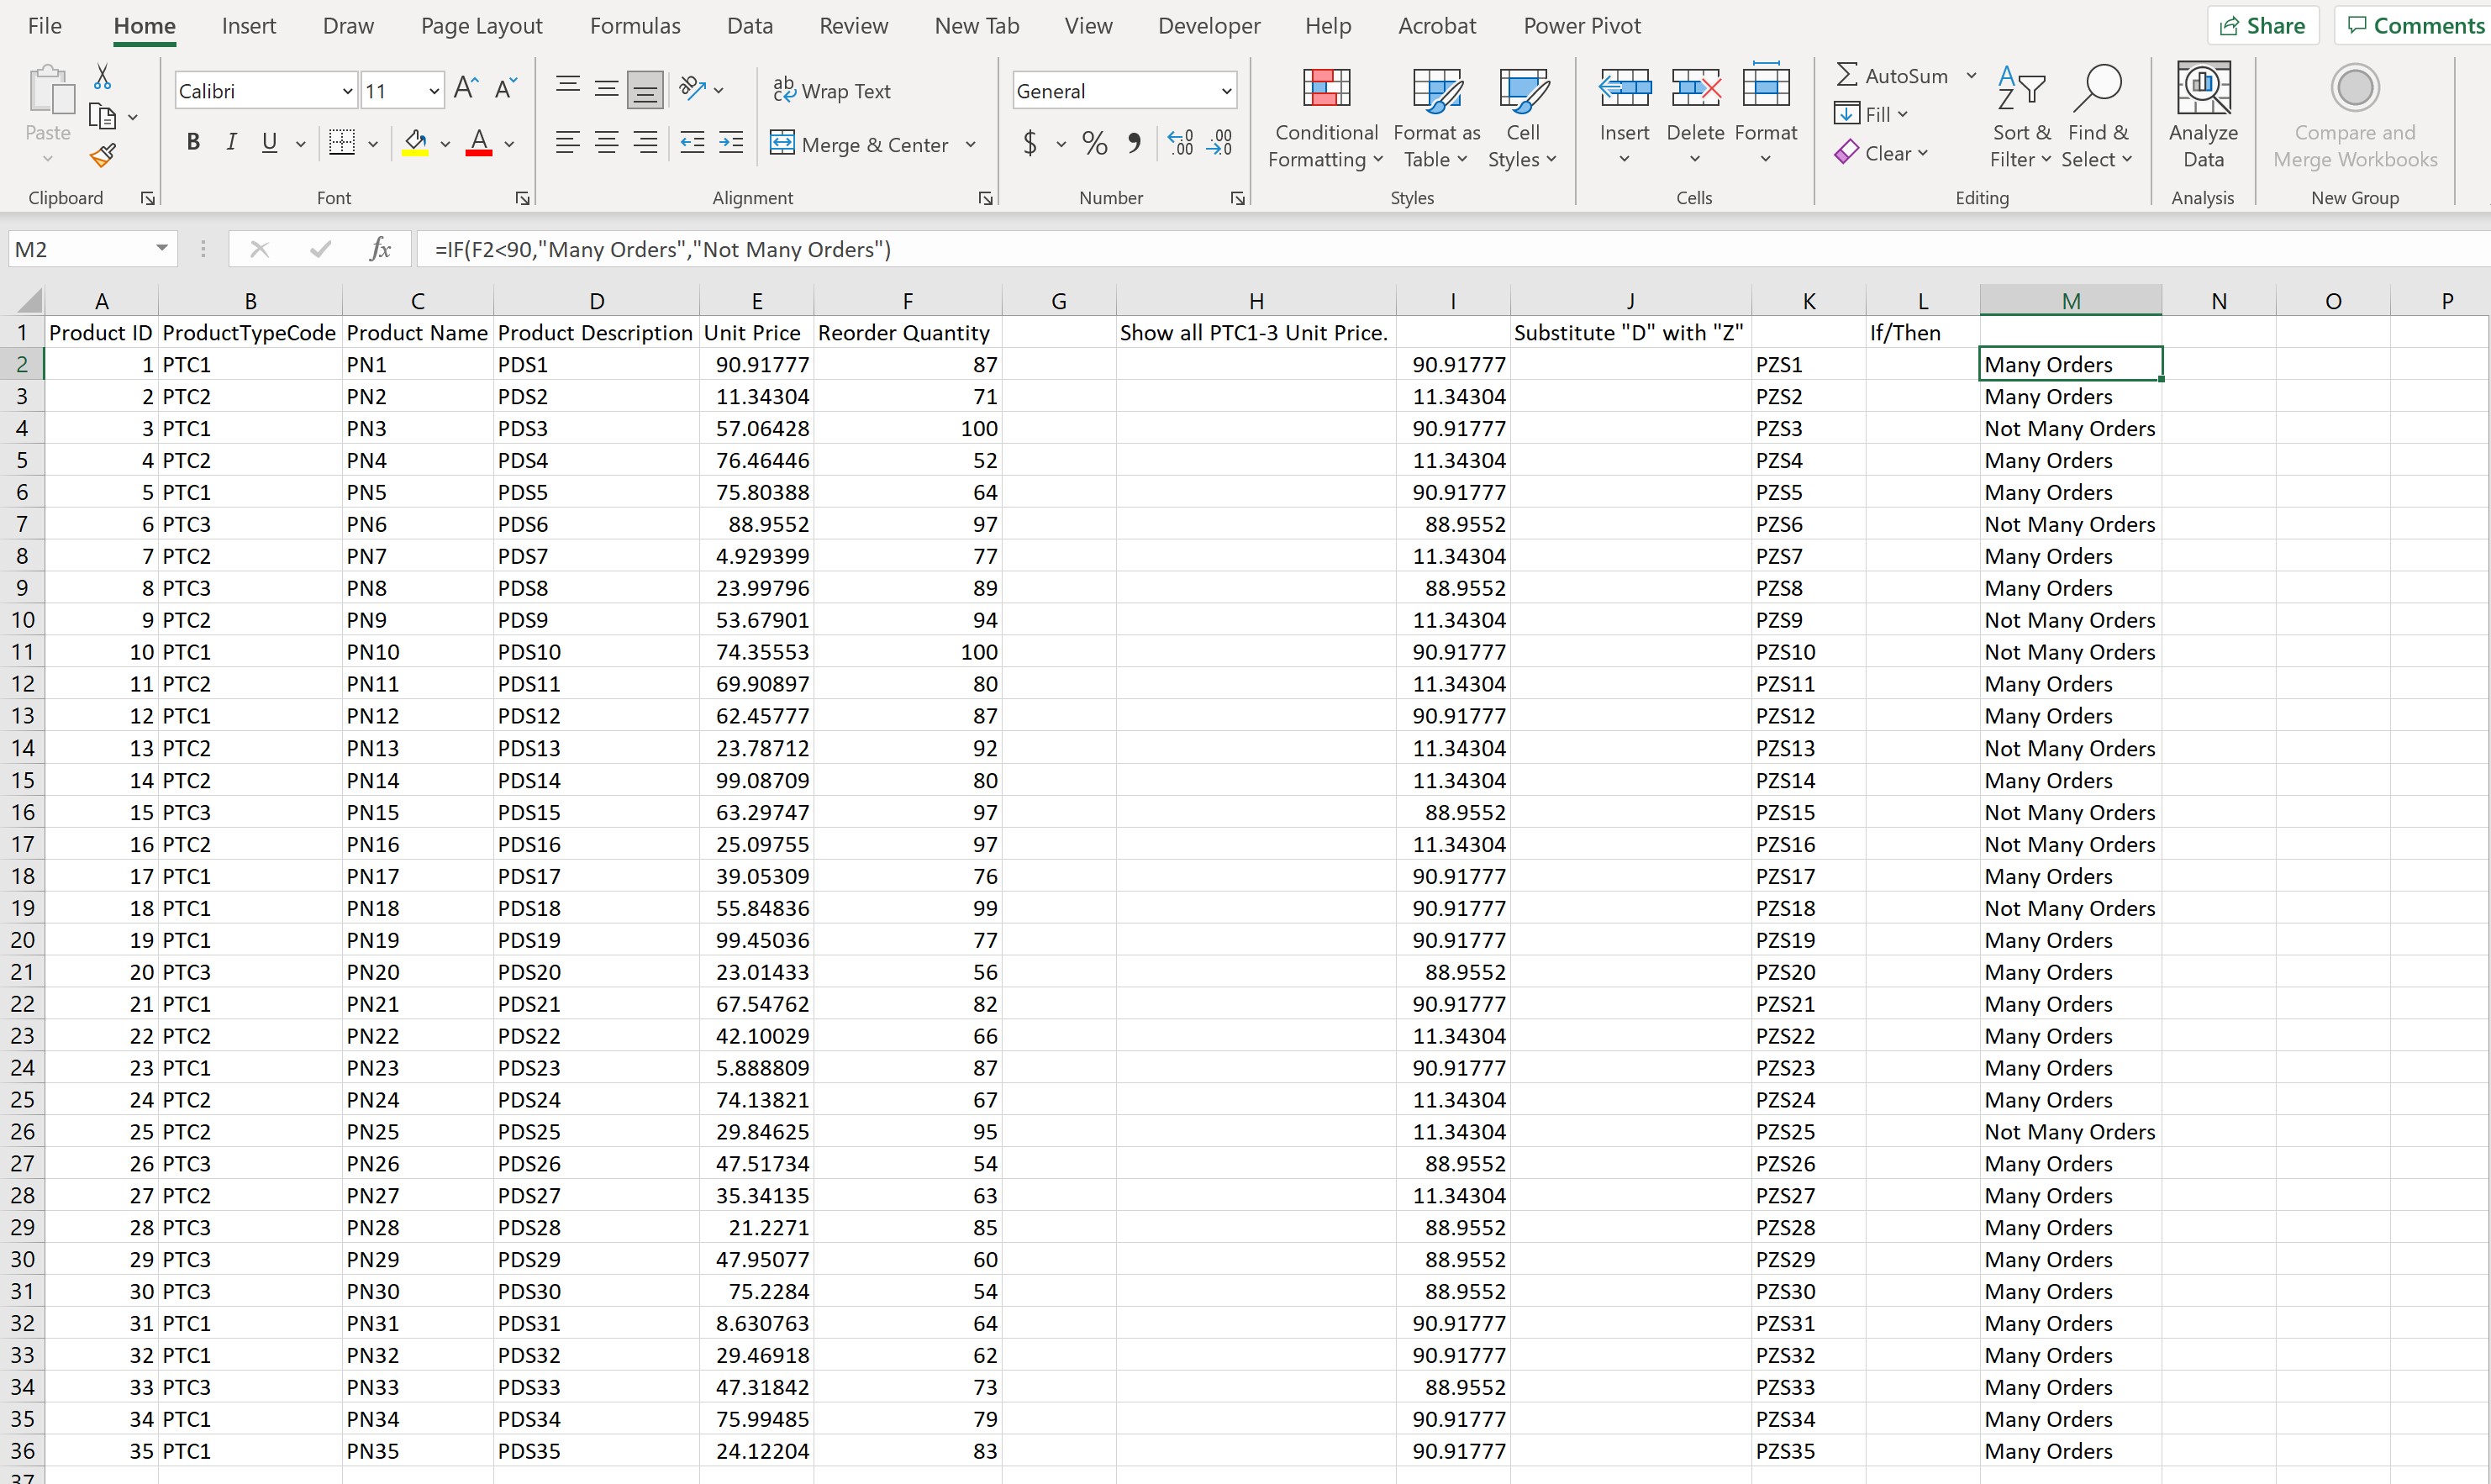 File Home Insert Draw Page Layout Formulas Data Review New Tab View Developer Help Acrobat Power Pivot Share Comments
Paste
Clipboard
Calibri 11
B I U
Font
Wrap Text
Merge & Center
Alignment
General
$ % 9
Number
Conditional Formatting
Format as Table
Cell Styles
Styles
Insert Delete Format
Cells
AutoSum
Fill
Clear
Sort & Filter
Find & Select
Editing
Analyze Data
Analysis
Compare and Merge Workbooks
New Group
M2 fx =IF(F2<90,"Many Orders","Not Many Orders")
A B C D E F G H I J K L M N O P
1 Product ID ProductTypeCode Product Name Product Description Unit Price Reorder Quantity Show all PTC1-3 Unit Price. Substitute "D" with "Z" If/Then
2 1 PTC1 PN1 PDS1 90.91777 87 90.91777 PZS1 Many Orders
3 2 PTC2 PN2 PDS2 11.34304 71 11.34304 PZS2 Many Orders
4 3 PTC1 PN3 PDS3 57.06428 100 90.91777 PZS3 Not Many Orders
5 4 PTC2 PN4 PDS4 76.46446 52 11.34304 PZS4 Many Orders
6 5 PTC1 PN5 PDS5 75.80388 64 90.91777 PZS5 Many Orders
7 6 PTC3 PN6 PDS6 88.9552 97 88.9552 PZS6 Not Many Orders
8 7 PTC2 PN7 PDS7 4.929399 77 11.34304 PZS7 Many Orders
9 8 PTC3 PN8 PDS8 23.99796 89 88.9552 PZS8 Many Orders
10 9 PTC2 PN9 PDS9 53.67901 94 11.34304 PZS9 Not Many Orders
11 10 PTC1 PN10 PDS10 74.35553 100 90.91777 PZS10 Not Many Orders
12 11 PTC2 PN11 PDS11 69.90897 80 11.34304 PZS11 Many Orders
13 12 PTC1 PN12 PDS12 62.45777 87 90.91777 PZS12 Many Orders
14 13 PTC2 PN13 PDS13 23.78712 92 11.34304 PZS13 Not Many Orders
15 14 PTC2 PN14 PDS14 99.08709 80 11.34304 PZS14 Many Orders
16 15 PTC3 PN15 PDS15 63.29747 97 88.9552 PZS15 Not Many Orders
17 16 PTC2 PN16 PDS16 25.09755 97 11.34304 PZS16 Not Many Orders
18 17 PTC1 PN17 PDS17 39.05309 76 90.91777 PZS17 Many Orders
19 18 PTC1 PN18 PDS18 55.84836 99 90.91777 PZS18 Not Many Orders
20 19 PTC1 PN19 PDS19 99.45036 77 90.91777 PZS19 Many Orders
21 20 PTC3 PN20 PDS20 23.01433 56 88.9552 PZS20 Many Orders
22 21 PTC1 PN21 PDS21 67.54762 82 90.91777 PZS21 Many Orders
23 22 PTC2 PN22 PDS22 42.10029 66 11.34304 PZS22 Many Orders
24 23 PTC1 PN23 PDS23 5.888809 87 90.91777 PZS23 Many Orders
25 24 PTC2 PN24 PDS24 74.13821 67 11.34304 PZS24 Many Orders
26 25 PTC2 PN25 PDS25 29.84625 95 11.34304 PZS25 Not Many Orders
27 26 PTC3 PN26 PDS26 47.51734 54 88.9552 PZS26 Many Orders
28 27 PTC2 PN27 PDS27 35.34135 63 11.34304 PZS27 Many Orders
29 28 PTC3 PN28 PDS28 21.2271 85 88.9552 PZS28 Many Orders
30 29 PTC3 PN29 PDS29 47.95077 60 88.9552 PZS29 Many Orders
31 30 PTC3 PN30 PDS30 75.2284 54 88.9552 PZS30 Many Orders
32 31 PTC1 PN31 PDS31 8.630763 64 90.91777 PZS31 Many Orders
33 32 PTC1 PN32 PDS32 29.46918 62 90.91777 PZS32 Many Orders
34 33 PTC3 PN33 PDS33 47.31842 73 88.9552 PZS33 Many Orders
35 34 PTC1 PN34 PDS34 75.99485 79 90.91777 PZS34 Many Orders
36 35 PTC1 PN35 PDS35 24.12204 83 90.91777 PZS35 Many Orders
37